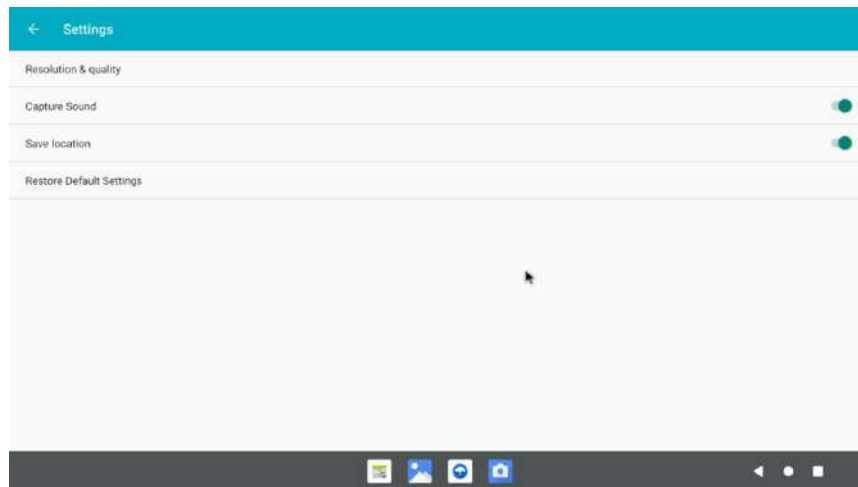 Settings
Resolution & quality
Capture Sound
Save location
Restore Default Settings